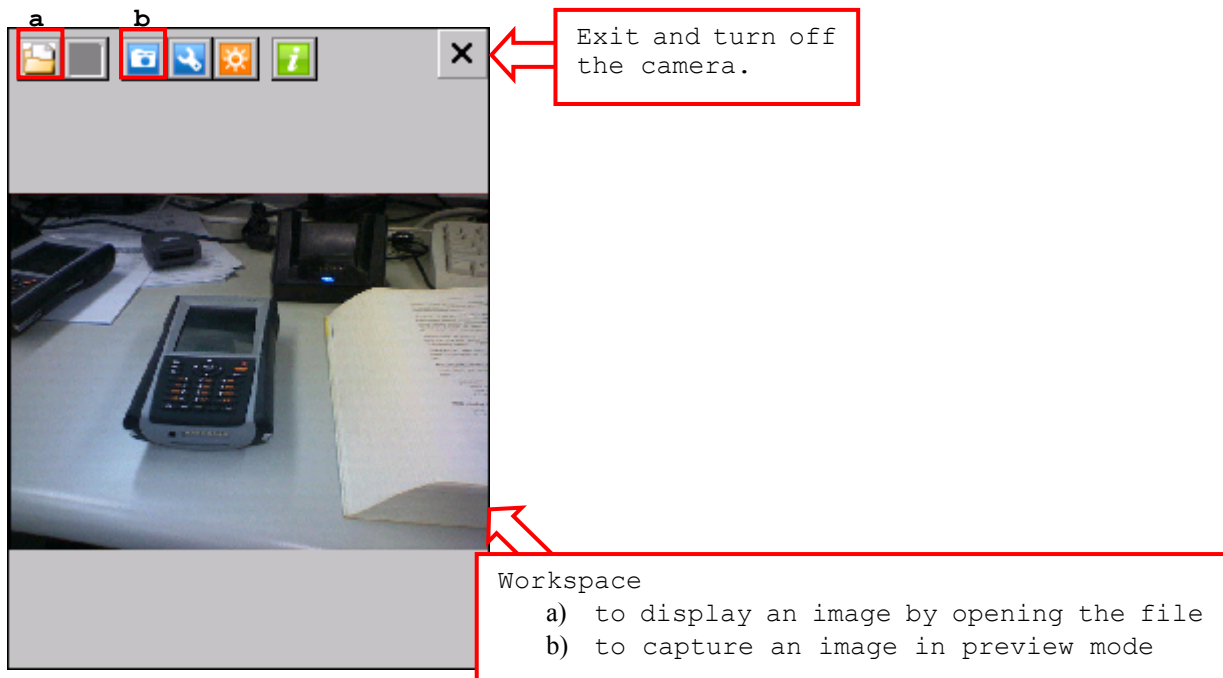 a b
Exit and turn off
the camera.
Workspace
a) to display an image by opening the file
b) to capture an image in preview mode